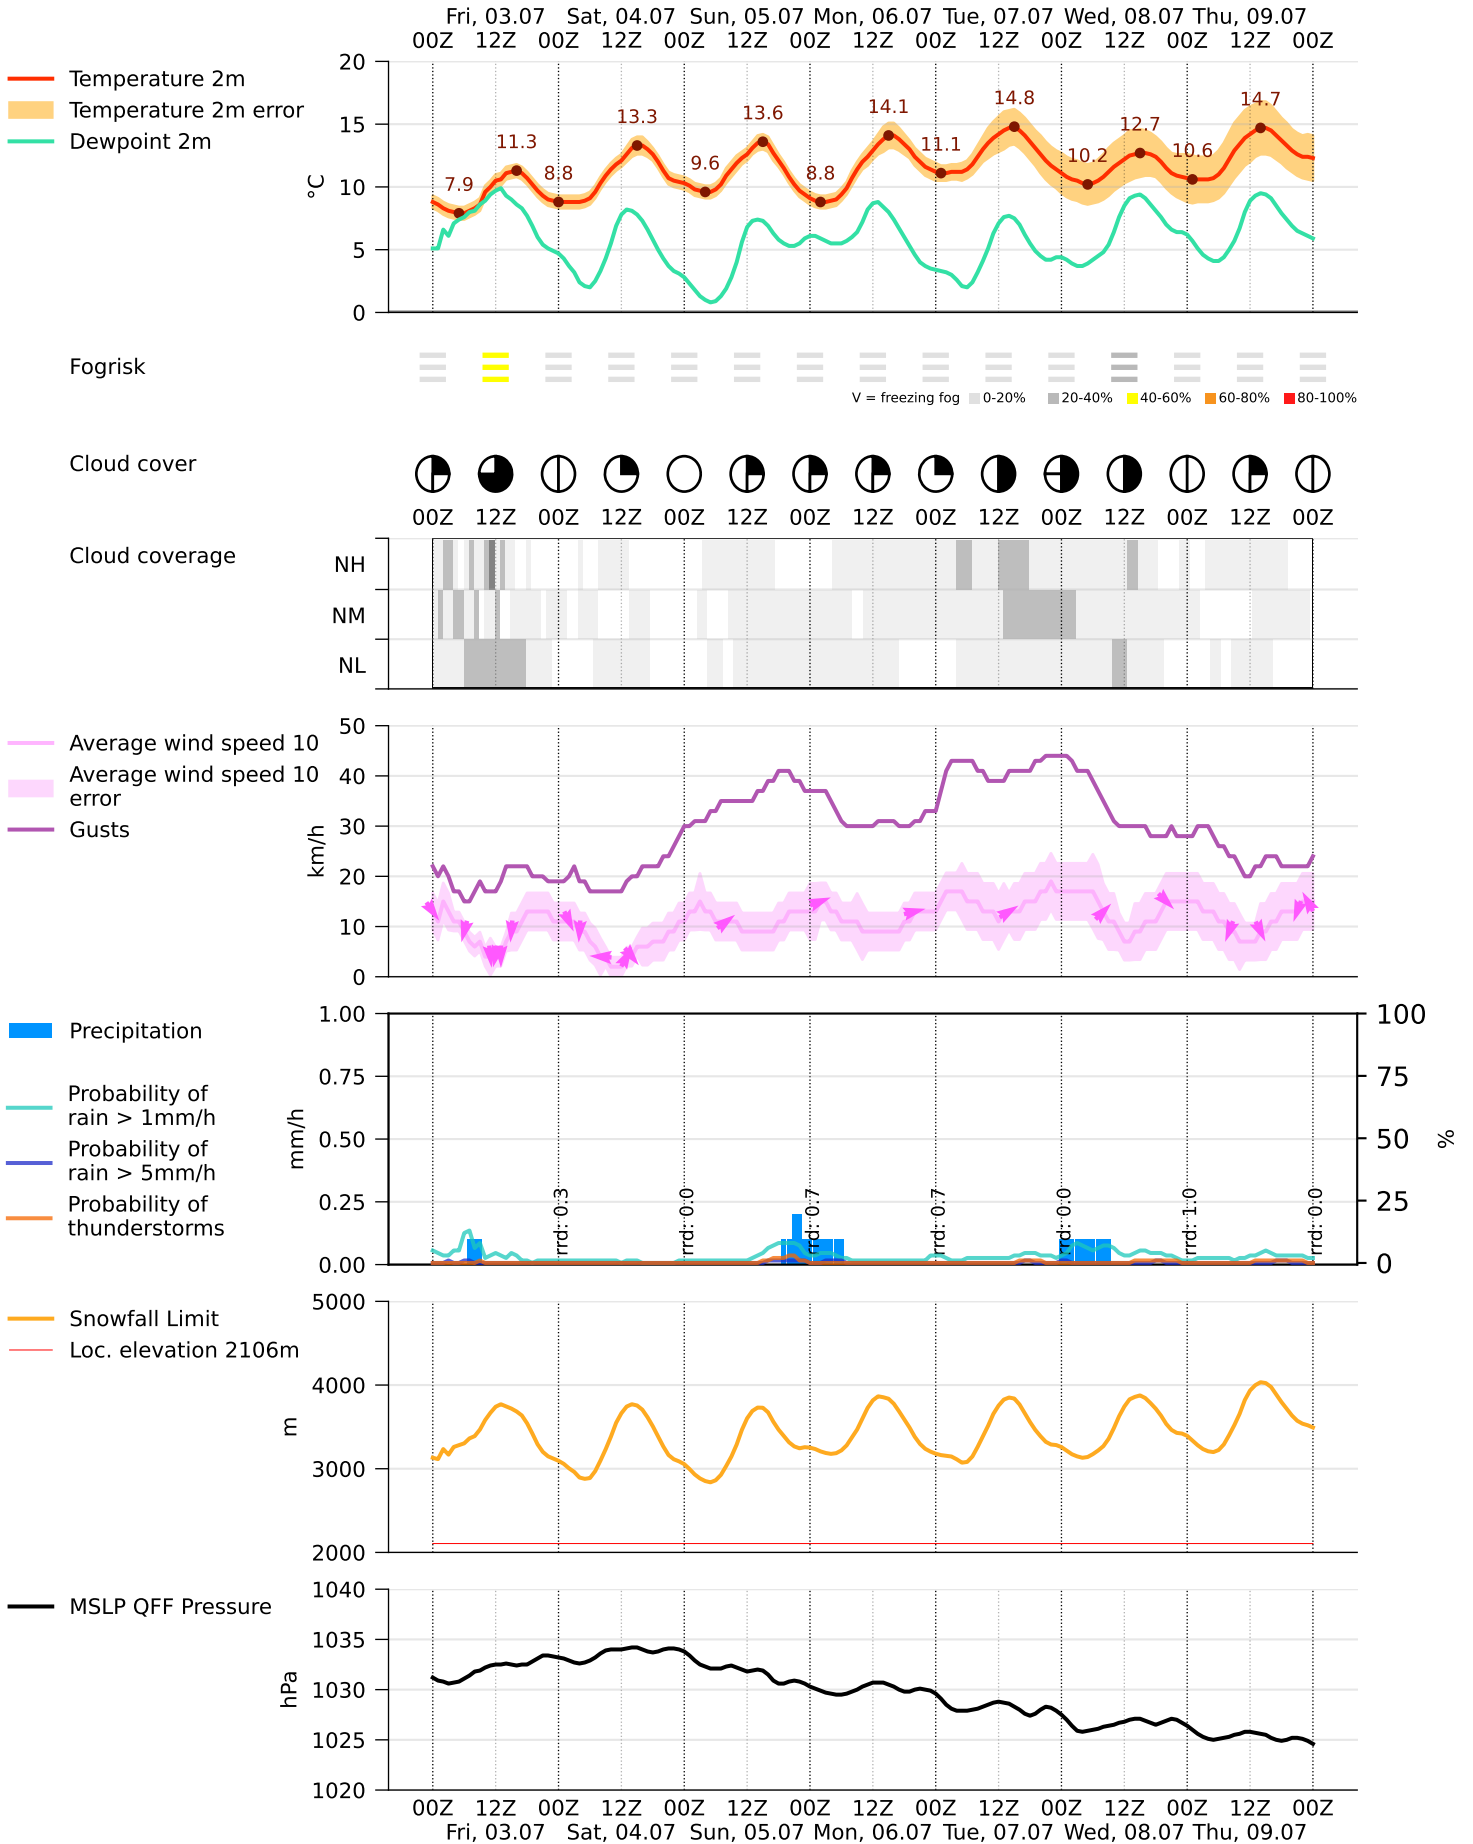 Fri, 03.07 Sat, 04.07 Sun, 05.07 Mon, 06.07 Tue, 07.07 Wed, 08.07 Thu, 09.07
00Z 12Z 00Z 12Z 00Z 12Z 00Z 12Z 00Z 12Z 00Z 12Z 00Z 12Z 00Z
Temperature 2m
Temperature 2m error
Dewpoint 2m
°C
20
15
10
5
0
7.9 11.3 8.8 13.3 9.6 13.6 8.8 14.1 11.1 14.8 10.2 12.7 10.6 14.7
Fogrisk
V = freezing fog 0-20% 20-40% 40-60% 60-80% 80-100%
Cloud cover
00Z 12Z 00Z 12Z 00Z 12Z 00Z 12Z 00Z 12Z 00Z 12Z 00Z 12Z 00Z
Cloud coverage
NH
NM
NL
Average wind speed 10
Average wind speed 10
error
Gusts
km/h
50
40
30
20
10
0
Precipitation
Probability of
rain > 1mm/h
Probability of
rain > 5mm/h
Probability of
thunderstorms
mm/h
1.00
0.75
0.50
0.25
0.00
rrd: 0.3
rrd: 0.0
rrd: 0.7
rrd: 0.7
rrd: 0.0
rrd: 1.0
rrd: 0.0
100
75
50
25
0
%
Snowfall Limit
Loc. elevation 2106m
m
5000
4000
3000
2000
MSLP QFF Pressure
hPa
1040
1035
1030
1025
1020
00Z 12Z 00Z 12Z 00Z 12Z 00Z 12Z 00Z 12Z 00Z 12Z 00Z 12Z 00Z
Fri, 03.07 Sat, 04.07 Sun, 05.07 Mon, 06.07 Tue, 07.07 Wed, 08.07 Thu, 09.07